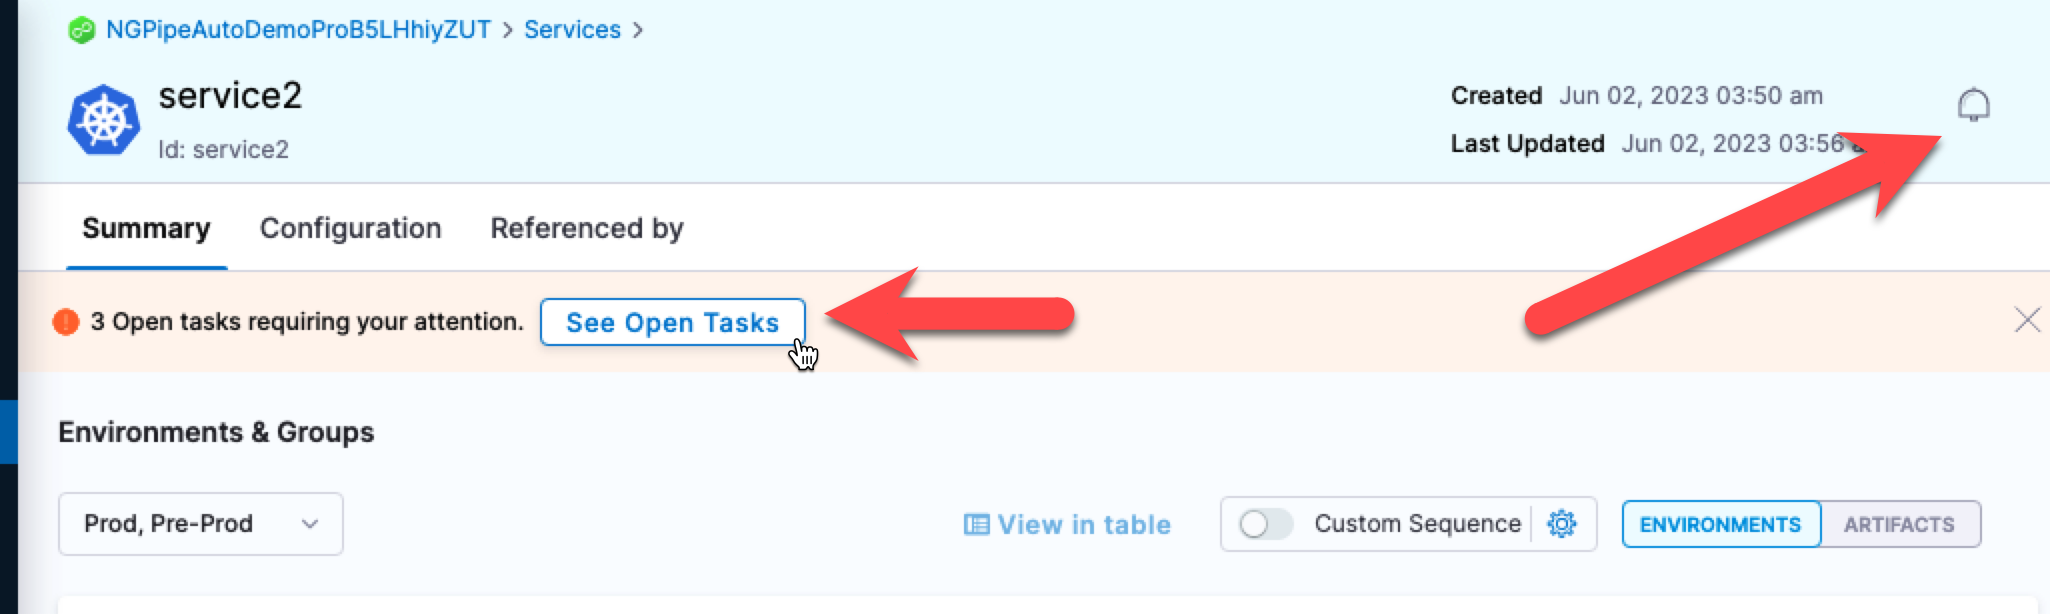 NGPipeAutoDemoProB5LHhiyZUT > Services >
service2
Id: service2
Created Jun 02, 2023 03:50 am
Last Updated Jun 02, 2023 03:56
Summary Configuration Referenced by
3 Open tasks requiring your attention. See Open Tasks
Environments & Groups
Prod, Pre-Prod
View in table
Custom Sequence
ENVIRONMENTS ARTIFACTS